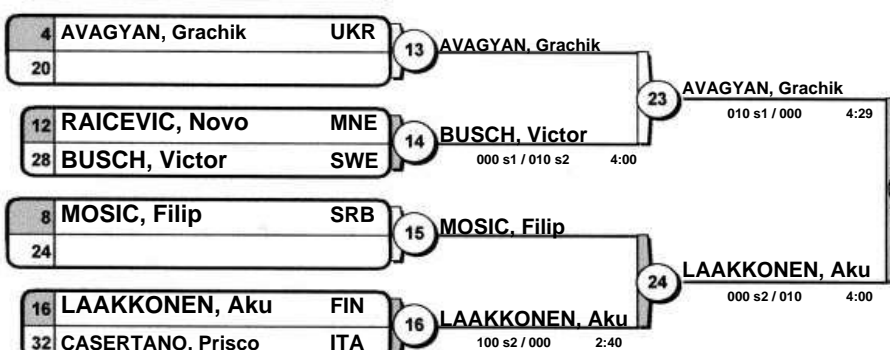 4 AVAGYAN, Grachik UKR
20
13 AVAGYAN, Grachik
23 AVAGYAN, Grachik
010 s1 / 000 4:29
12 RAICEVIC, Novo MNE
28 BUSCH, Victor SWE
14 BUSCH, Victor
000 s1 / 010 s2 4:00
8 MOSIC, Filip SRB
24
15 MOSIC, Filip
24 LAAKKONEN, Aku
000 s2 / 010 4:00
16 LAAKKONEN, Aku FIN
32 CASERTANO, Prisco ITA
16 LAAKKONEN, Aku
100 s2 / 000 2:40